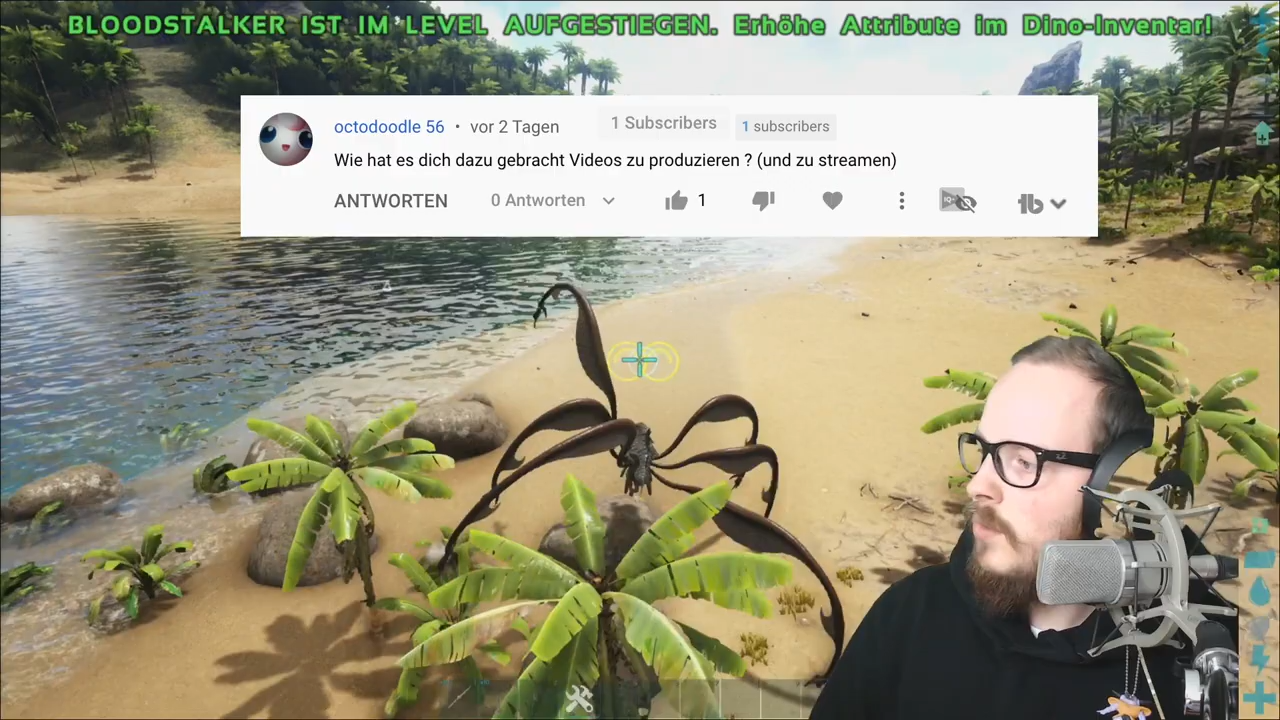 BLOODSTALKER IST IM LEVEL AUFGESTIEGEN. Erhöhe Attribute im Dino-Inventar!
octodoodle 56 · vor 2 Tagen 1 Subscribers 1 subscribers
Wie hat es dich dazu gebracht Videos zu produzieren ? (und zu streamen)
ANTWORTEN 0 Antworten 1